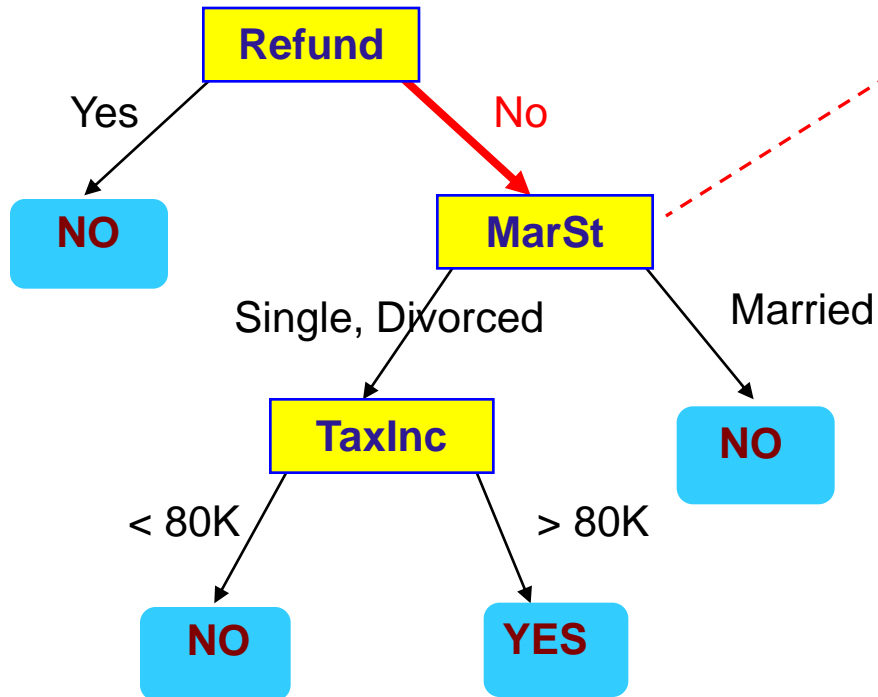 Refund
Yes
No
NO
MarSt
Single, Divorced
Married
TaxInc
NO
< 80K
> 80K
NO
YES